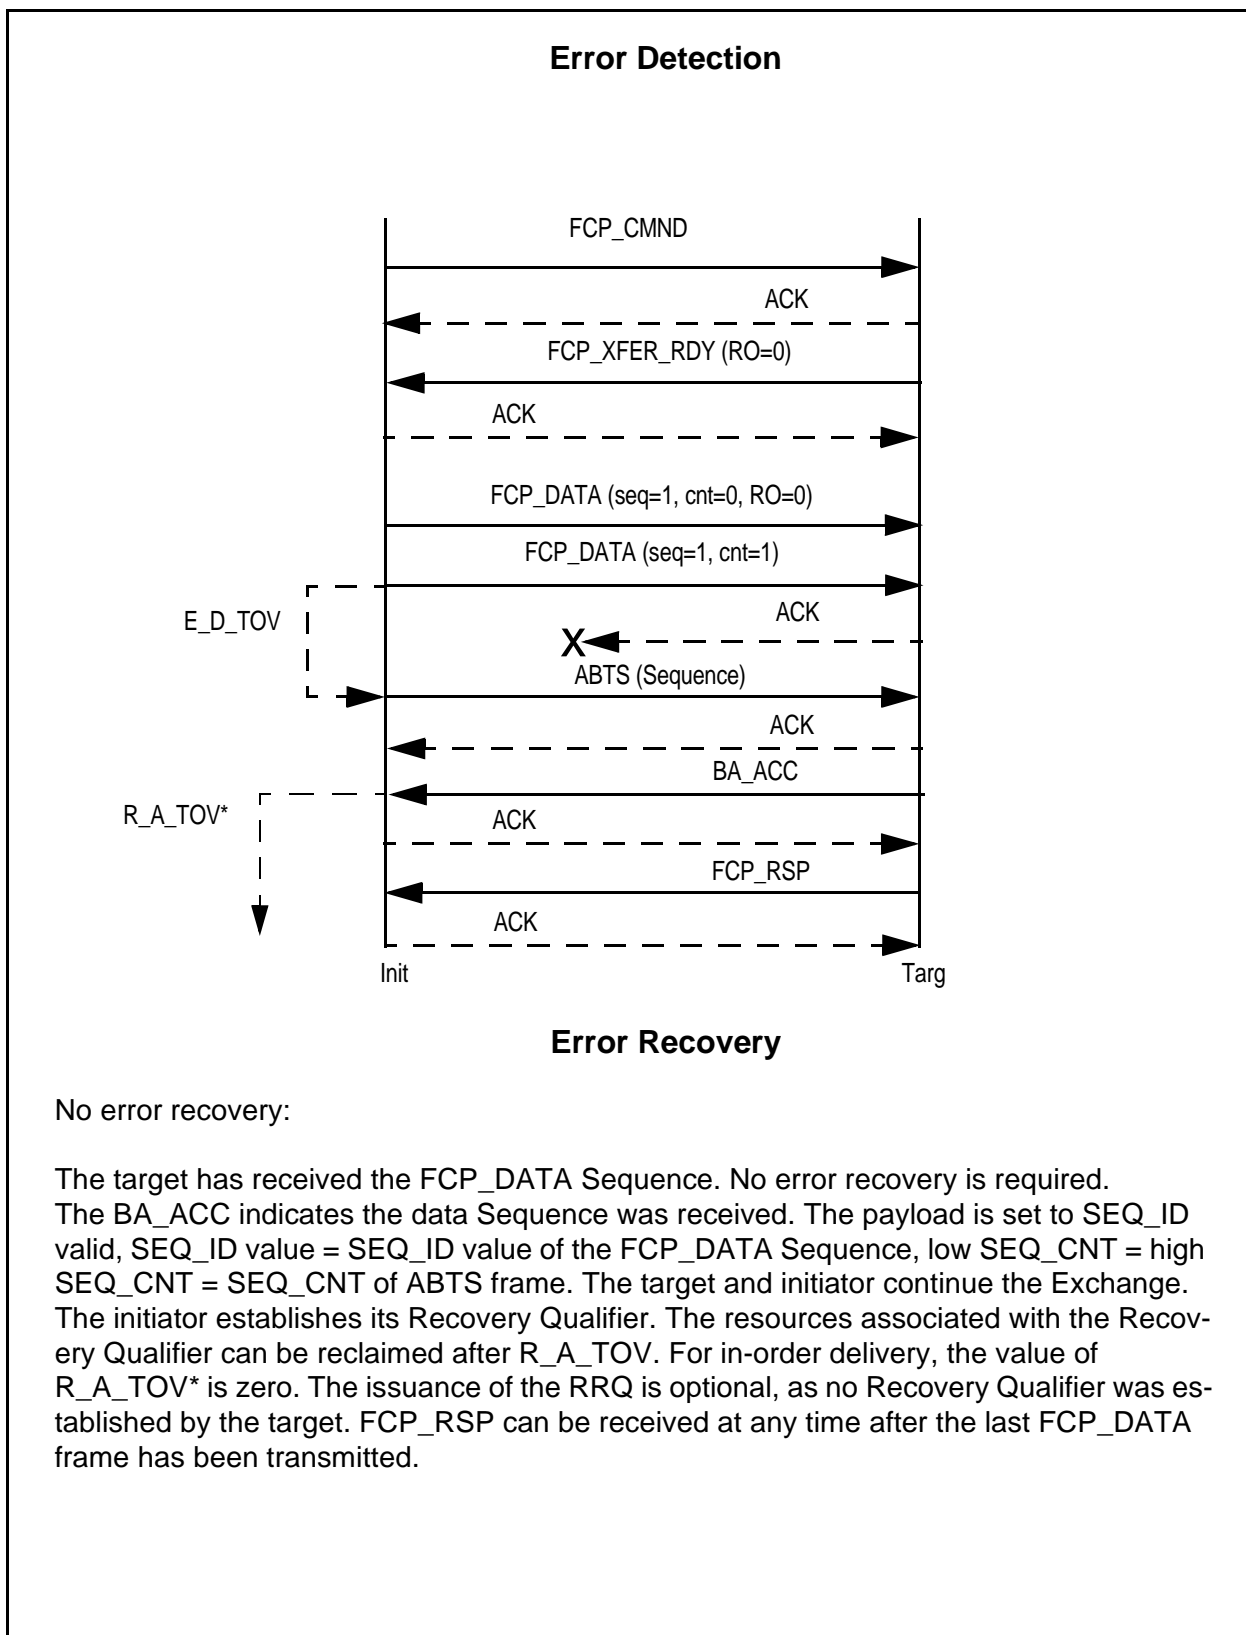 Error Detection
FCP_CMND
ACK
FCP_XFER_RDY (RO=0)
ACK
FCP_DATA (seq=1, cnt=0, RO=0)
FCP_DATA (seq=1, cnt=1)
E_D_TOV
ACK
X
ABTS (Sequence)
ACK
BA_ACC
R_A_TOV*
ACK
FCP_RSP
ACK
Init
Targ
Error Recovery
No error recovery:
The target has received the FCP_DATA Sequence. No error recovery is required.
The BA_ACC indicates the data Sequence was received. The payload is set to SEQ_ID
valid, SEQ_ID value = SEQ_ID value of the FCP_DATA Sequence, low SEQ_CNT = high
SEQ_CNT = SEQ_CNT of ABTS frame. The target and initiator continue the Exchange.
The initiator establishes its Recovery Qualifier. The resources associated with the Recov-
ery Qualifier can be reclaimed after R_A_TOV. For in-order delivery, the value of
R_A_TOV* is zero. The issuance of the RRQ is optional, as no Recovery Qualifier was es-
tablished by the target. FCP_RSP can be received at any time after the last FCP_DATA
frame has been transmitted.